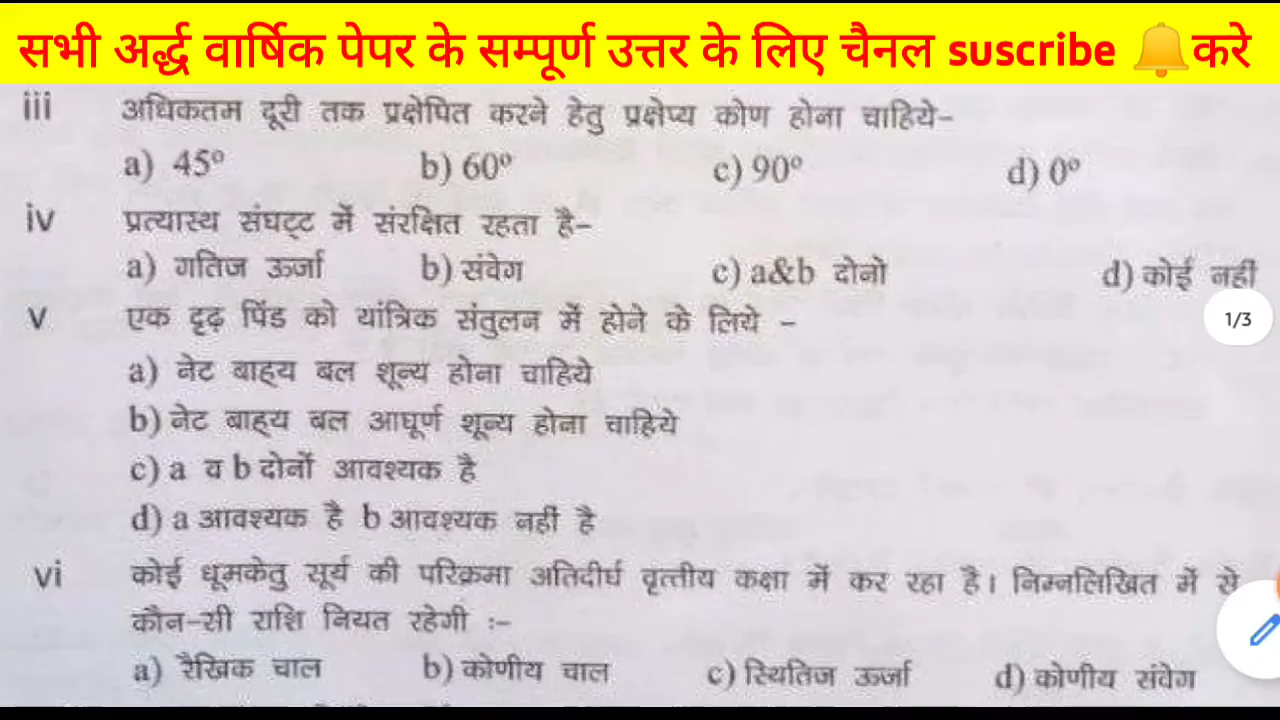 सभी अर्द्ध वार्षिक पेपर के सम्पूर्ण उत्तर के लिए चैनल suscribe 🔔करे
iii अधिकतम दूरी तक प्रक्षेपित करने हेतु प्रक्षेप्य कोण होना चाहिये-
a) 45° b) 60° c) 90° d) 0°
iv प्रत्यास्थ संघट्ट में संरक्षित रहता है-
a) गतिज ऊर्जा b) संवेग c) a&b दोनो d) कोई नहीं
v एक दृढ़ पिंड को यांत्रिक संतुलन में होने के लिये -
1/3
a) नेट बाह्य बल शून्य होना चाहिये
b) नेट बाह्य बल आघूर्ण शून्य होना चाहिये
c) a व b दोनों आवश्यक है
d) a आवश्यक है b आवश्यक नहीं है
vi कोई धूमकेतु सूर्य की परिक्रमा अतिदीर्घ वृत्तीय कक्षा में कर रहा है। निम्नलिखित में से
कौन-सी राशि नियत रहेगी :-
a) रैखिक चाल b) कोणीय चाल c) स्थितिज ऊर्जा d) कोणीय संवेग